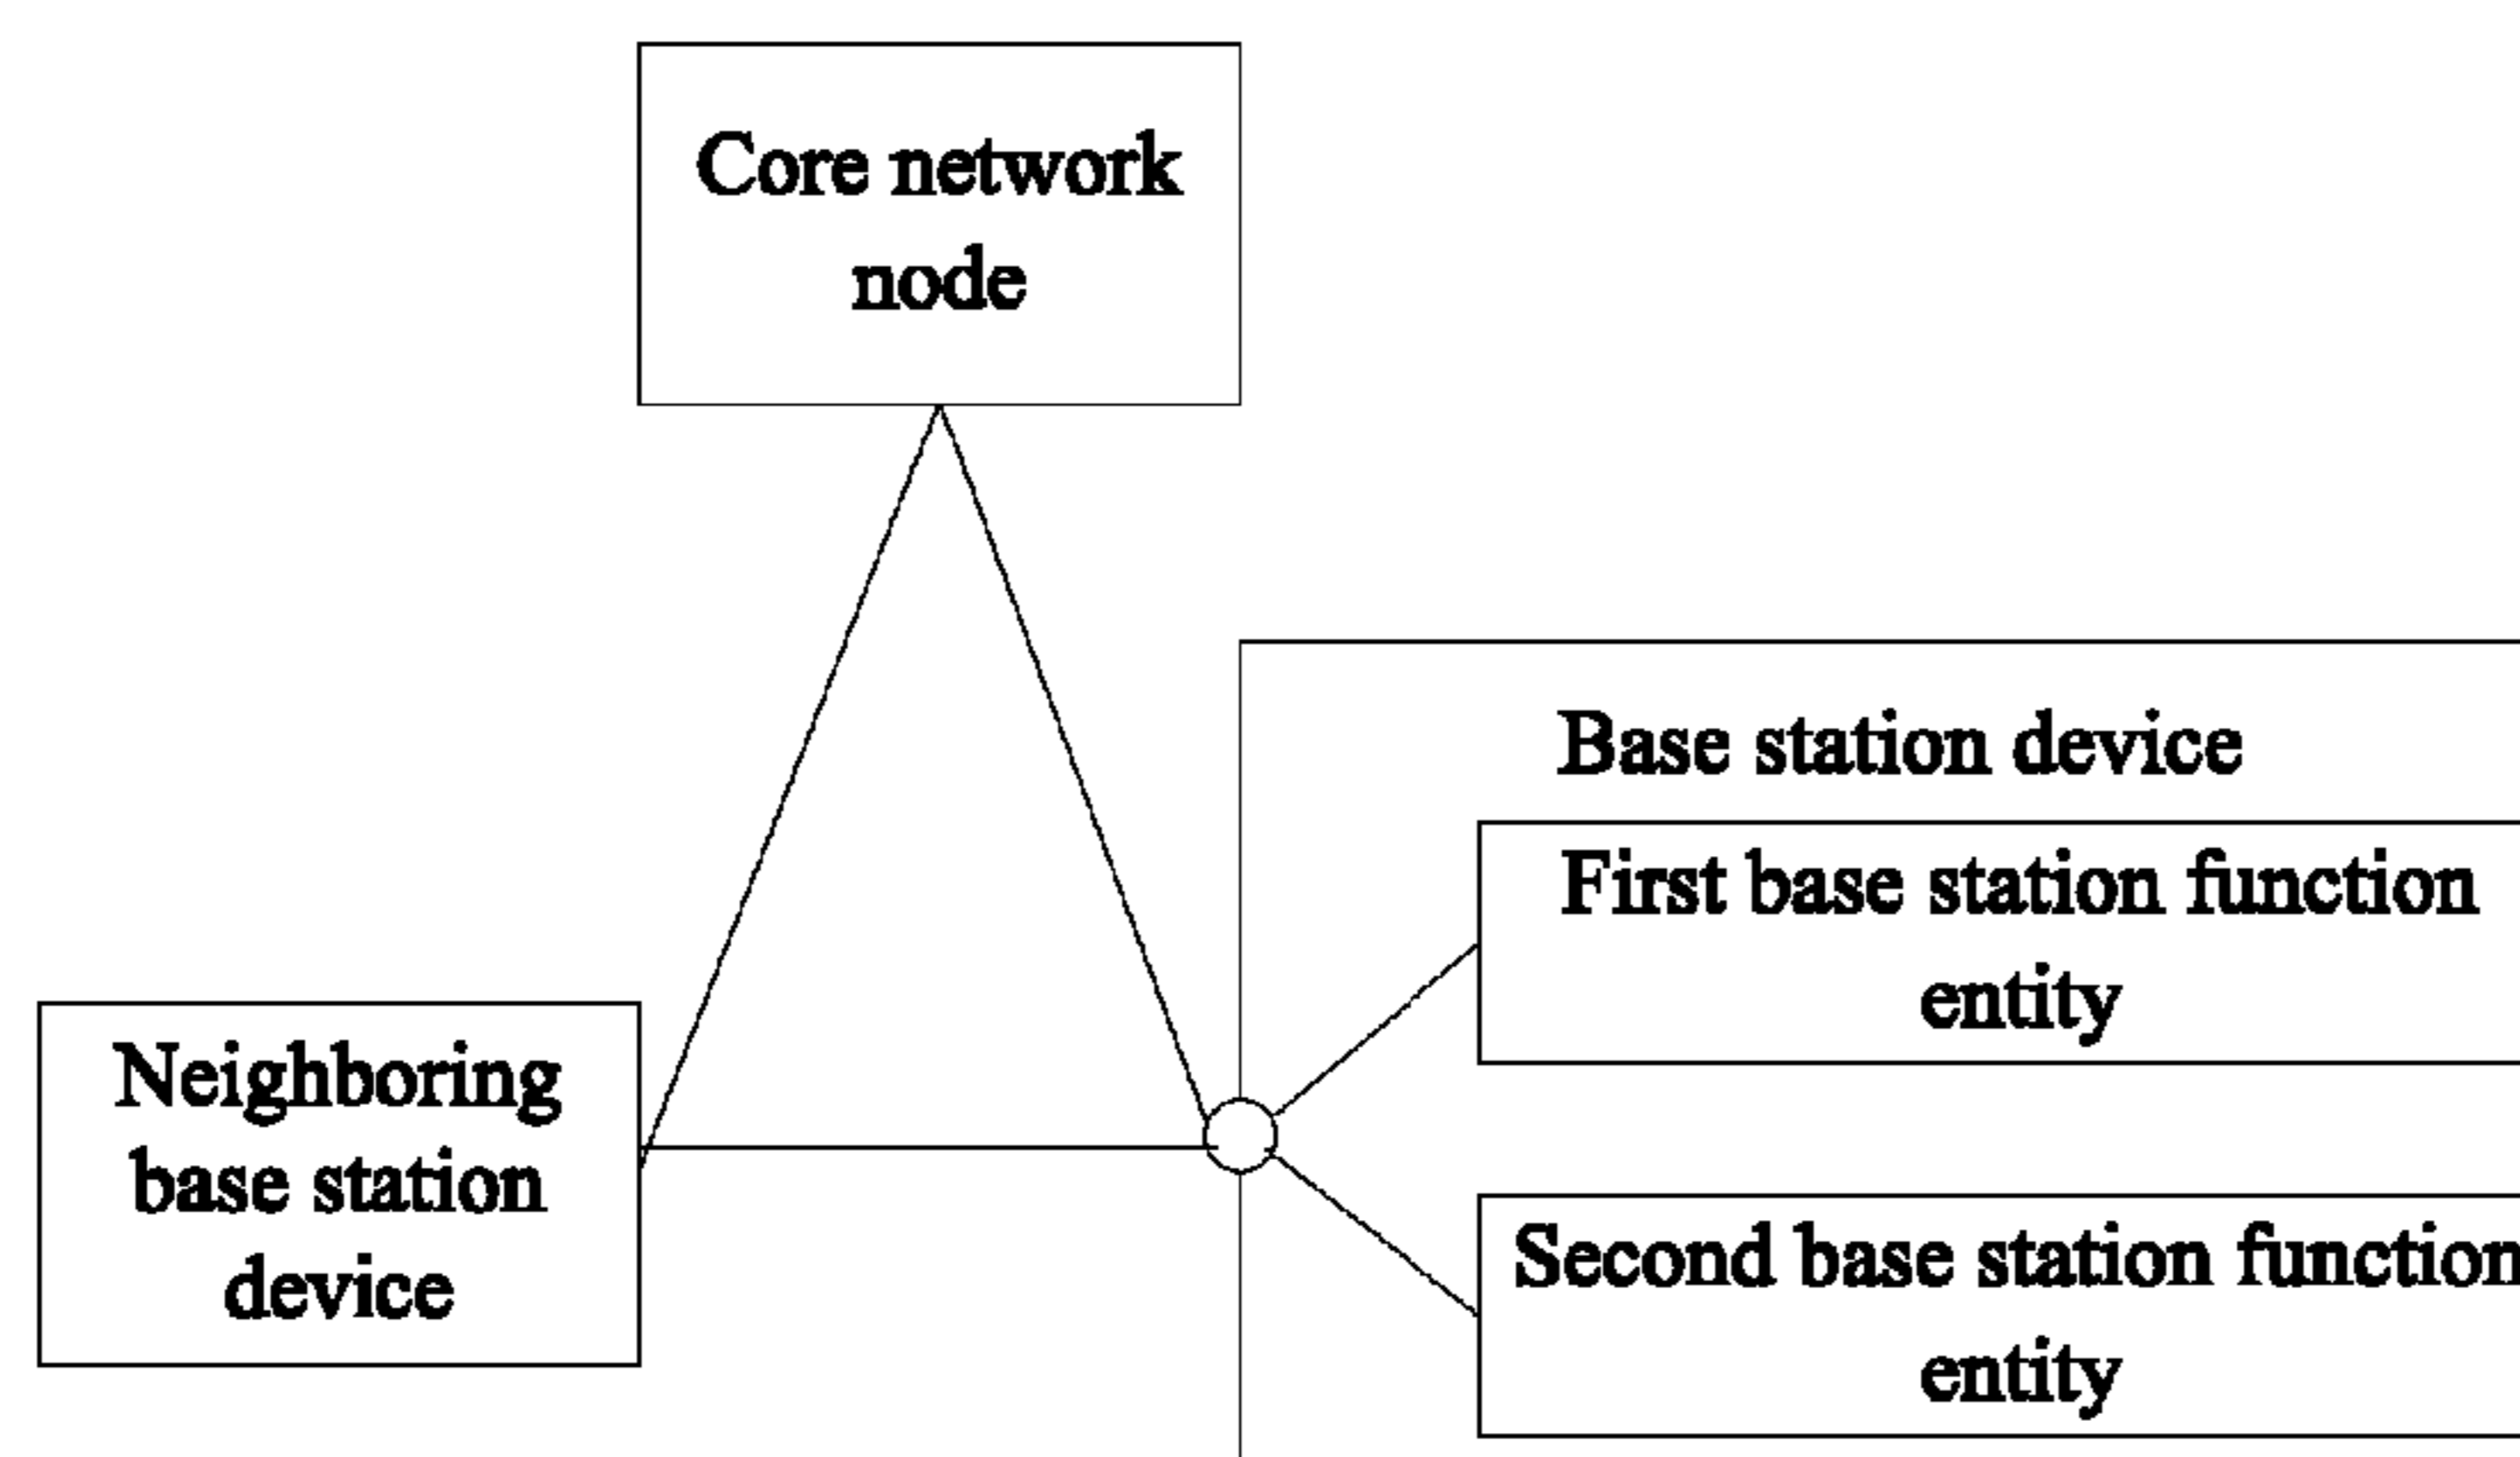 Core network
node
Base station device
First base station function
entity
Neighboring
base station
device
Second base station function
entity